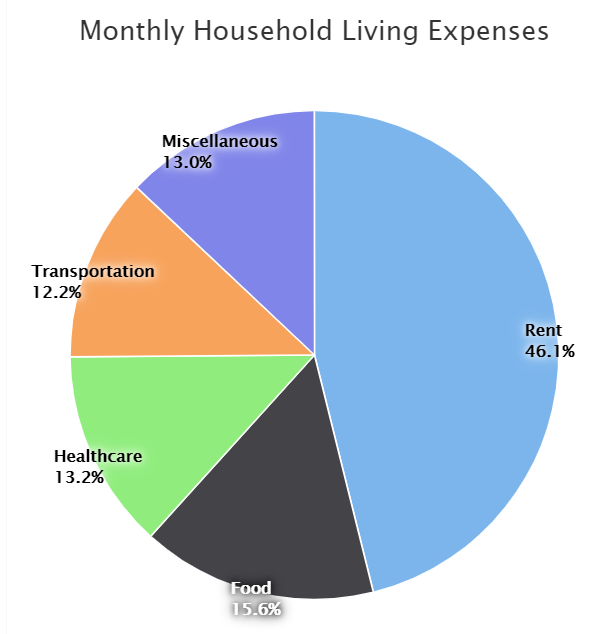 Monthly Household Living Expenses
Miscellaneous
13.0%
Transportation
12.2%
Rent
46.1%
Healthcare
13.2%
Food
15.6%